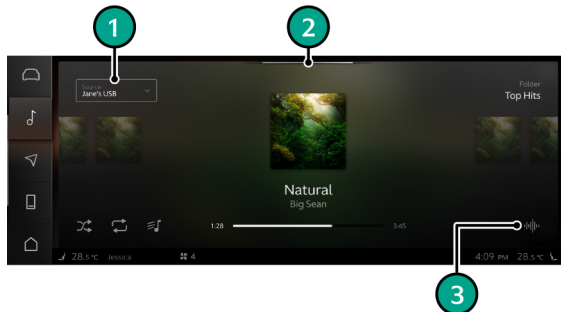 1
2
Source
Jane's USB
Folder
Top Hits
Natural
Big Sean
1:28
3:45
3
28.5 °C
Jessica
4
4:09 PM
28.5 °C